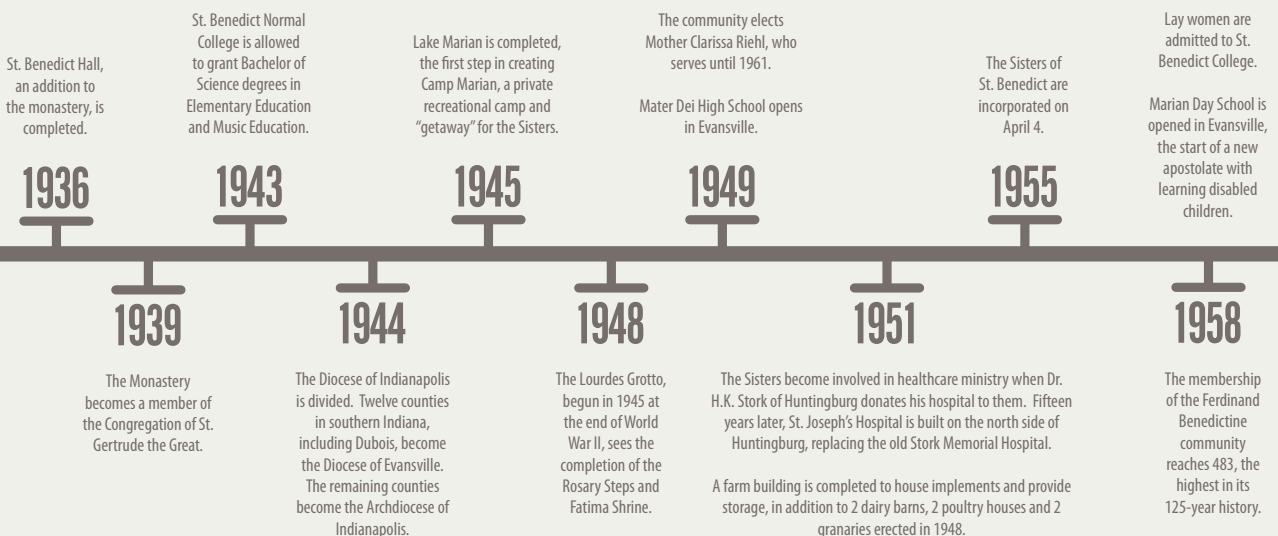 St. Benedict Hall,
an addition to
the monastery, is
completed.
1936
The Monastery
becomes a member of
the Congregation of St.
Gertrude the Great.
1939
St. Benedict Normal
College is allowed
to grant Bachelor of
Science degrees in
Elementary Education
and Music Education.
1943
1944
The Diocese of Indianapolis
is divided. Twelve counties
in southern Indiana,
including Dubois, become
the Diocese of Evansville.
The remaining counties
become the Archdiocese of
Indianapolis.
Lake Marian is completed,
the first step in creating
Camp Marian, a private
recreational camp and
“getaway” for the Sisters.
1945
1948
The Lourdes Grotto,
begun in 1945 at
the end of World
War II, sees the
completion of the
Rosary Steps and
Fatima Shrine.
The community elects
Mother Clarissa Riehl, who
serves until 1961.
Mater Dei High School opens
in Evansville.
1949
1951
The Sisters become involved in healthcare ministry when Dr.
H.K. Stork of Huntingburg donates his hospital to them. Fifteen
years later, St. Joseph’s Hospital is built on the north side of
Huntingburg, replacing the old Stork Memorial Hospital.
A farm building is completed to house implements and provide
storage, in addition to 2 dairy barns, 2 poultry houses and 2
granaries erected in 1948.
The Sisters of
St. Benedict are
incorporated on
April 4.
1955
Lay women are
admitted to St.
Benedict College.
Marian Day School is
opened in Evansville,
the start of a new
apostolate with
learning disabled
children.
1958
The membership
of the Ferdinand
Benedictine
community
reaches 483, the
highest in its
125-year history.